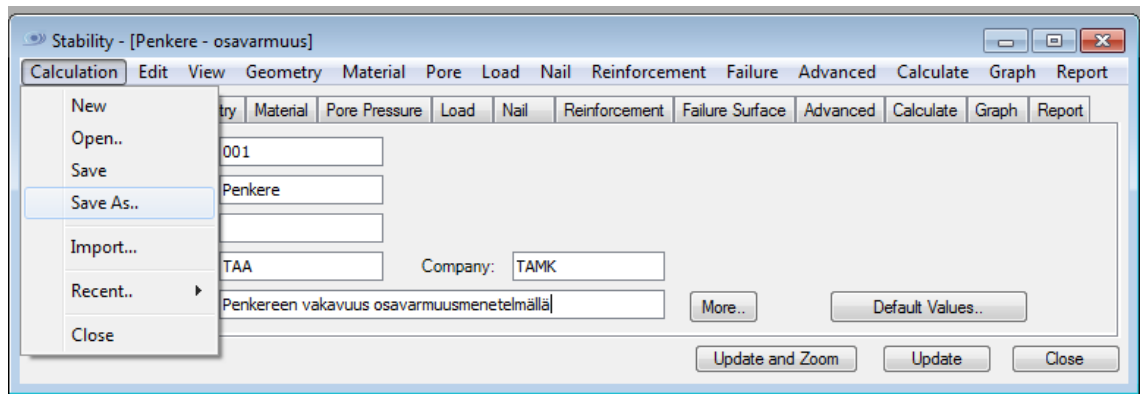 Stability - [Penkere - osavarmuus]
Calculation Edit View Geometry Material Pore Load Nail Reinforcement Failure Advanced Calculate Graph Report
try Material Pore Pressure Load Nail Reinforcement Failure Surface Advanced Calculate Graph Report
New
Open..
Save
Save As..
Import...
Recent..
Close
001
Penkere
TAA Company: TAMK
Penkereen vakavuus osavarmuusmenetelmällä More.. Default Values..
Update and Zoom Update Close